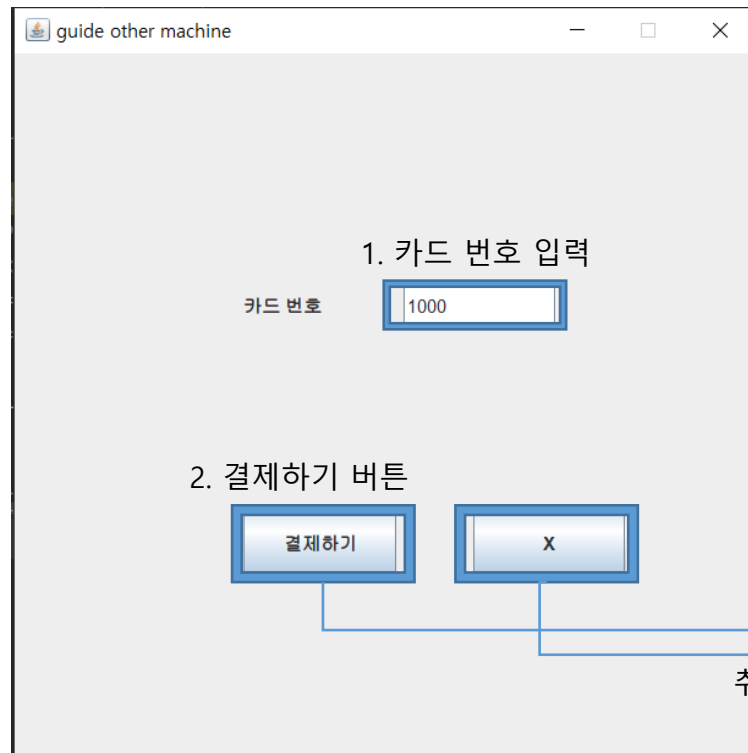 guide other machine
1. 카드 번호 입력
카드 번호
1000
2. 결제하기 버튼
결제하기
X